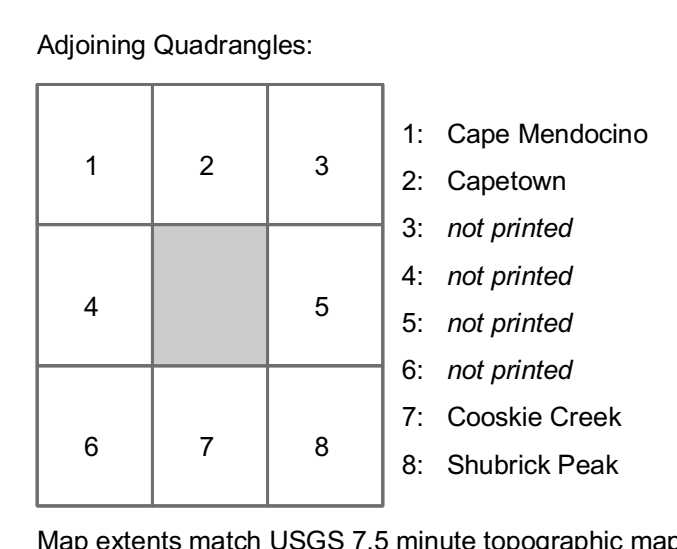 Adjoining Quadrangles:
1 2 3
4 5
6 7 8
1: Cape Mendocino
2: Capetown
3: not printed
4: not printed
5: not printed
6: not printed
7: Cooskie Creek
8: Shubrick Peak
Map extents match USGS 7.5 minute topographic map